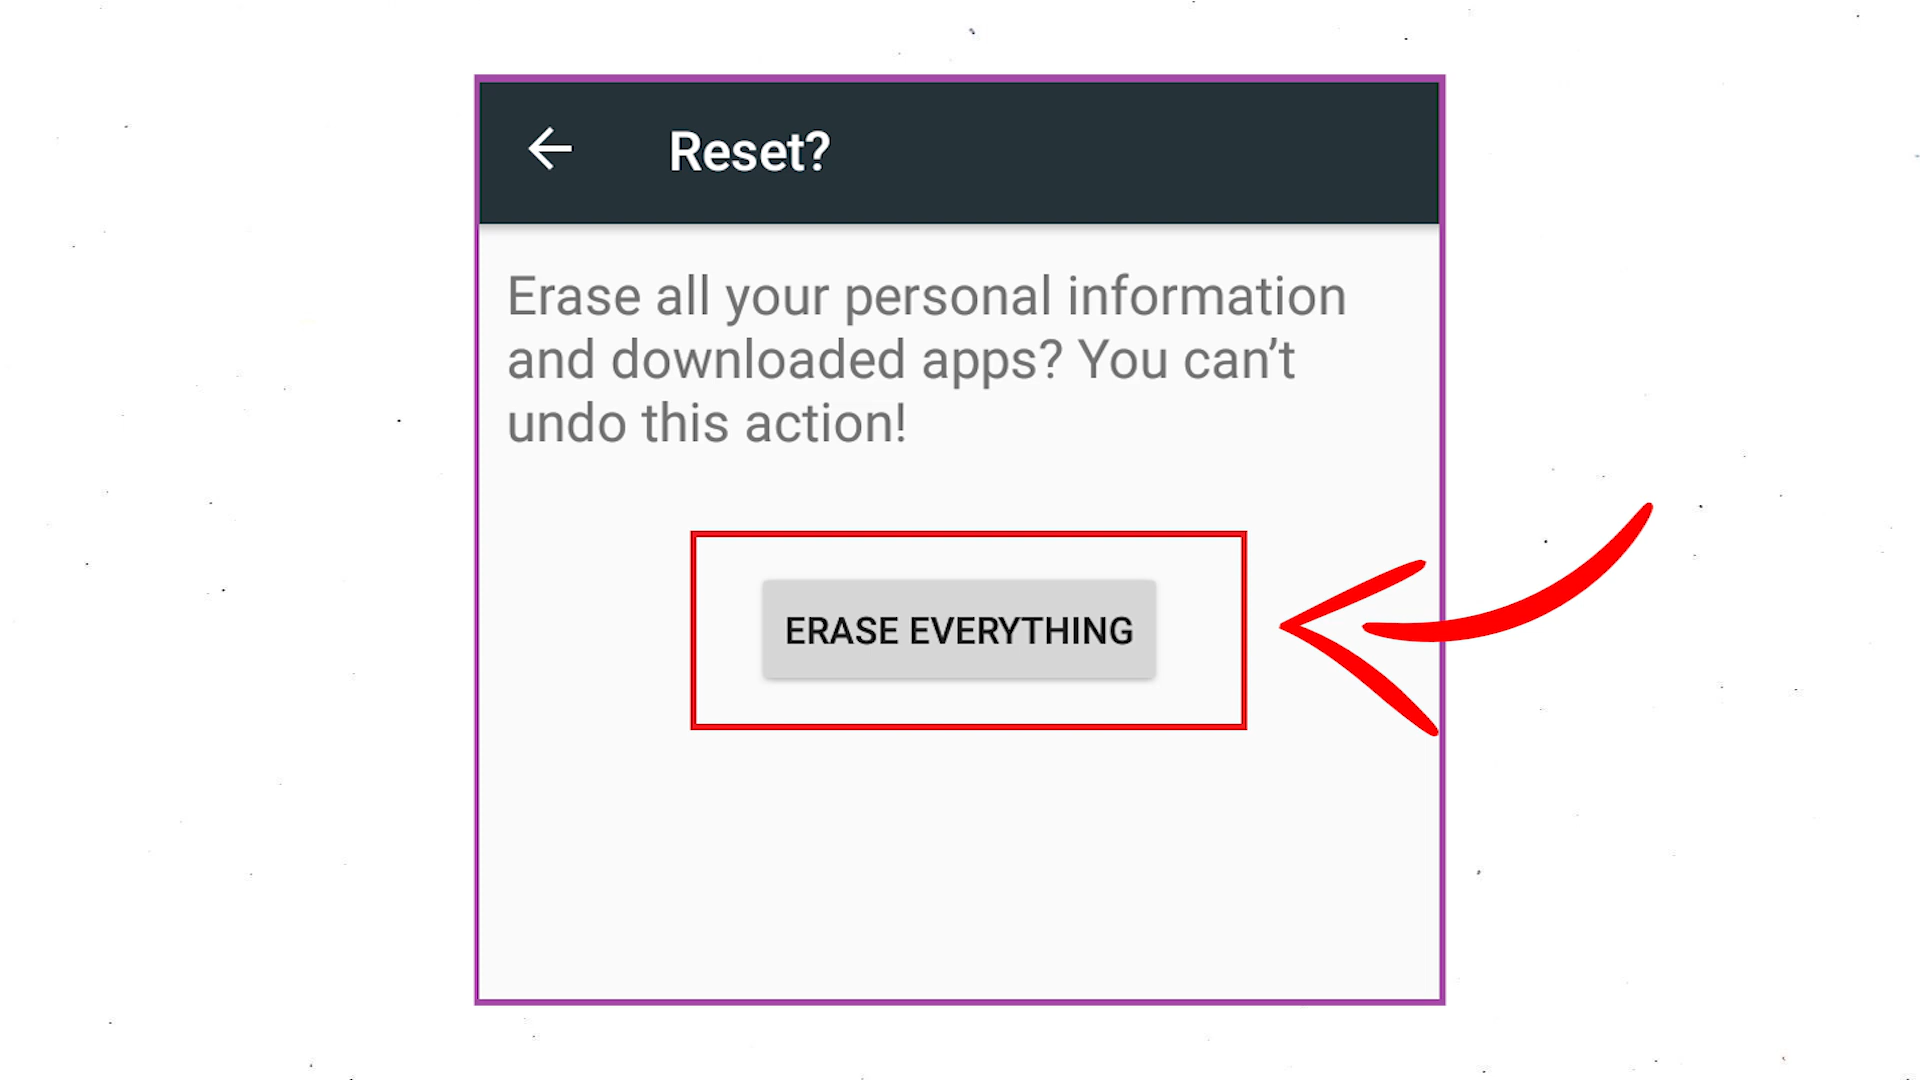 Reset?
Erase all your personal information
and downloaded apps? You can’t
undo this action!
ERASE EVERYTHING